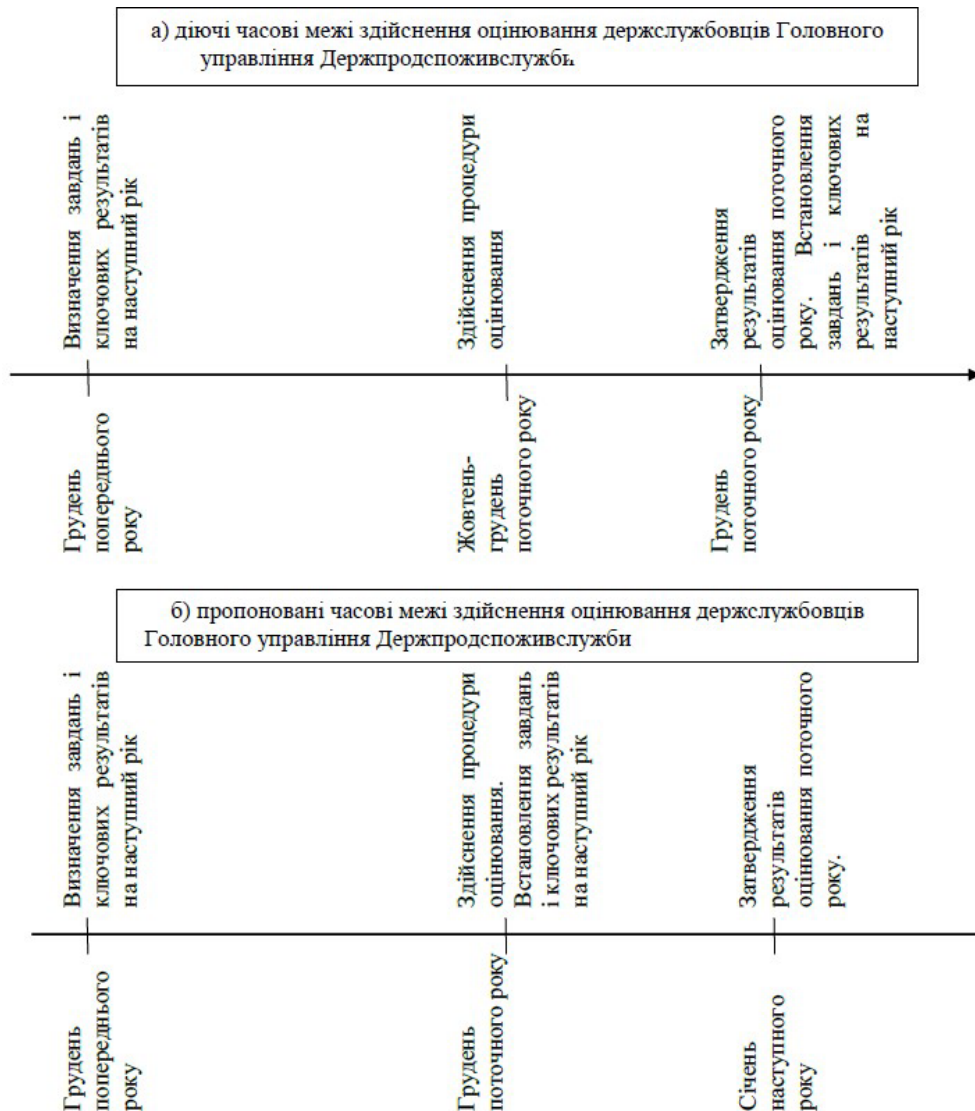 а) діючі часові межі здійснення оцінювання держслужбовців Головного
управління Держпродспоживслужби
Визначення завдань і
ключових результатів
на наступний рік
Здійснення процедури
оцінювання
Затвердження
результатів
оцінювання поточного
року. Встановлення
завдань і ключових
результатів на
наступний рік
Грудень
попереднього
року
Жовтень-
грудень
поточного року
Грудень
поточного року
б) пропоновані часові межі здійснення оцінювання держслужбовців
Головного управління Держпродспоживслужби
Визначення завдань і
ключових результатів
на наступний рік
Здійснення процедури
оцінювання.
Встановлення завдань
і ключових результатів
на наступний рік
Затвердження
результатів
оцінювання поточного
року.
Грудень
попереднього
року
Грудень
поточного року
Січень
наступного
року